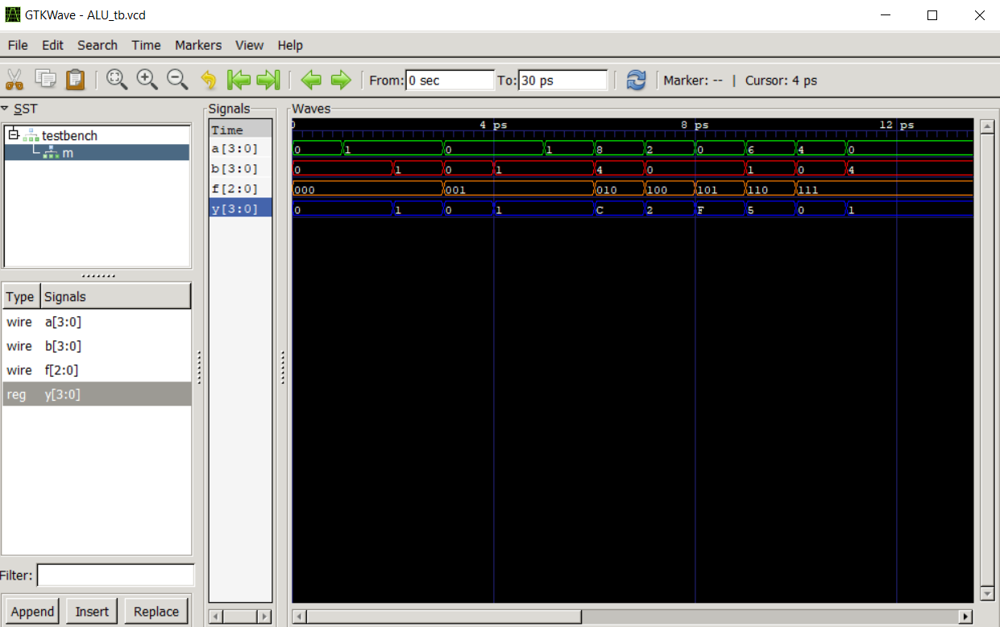 GTKWave - ALU_tb.vcd
File Edit Search Time Markers View Help
From: 0 sec To: 30 ps Marker: -- | Cursor: 4 ps
SST
testbench
m
Type Signals
wire a[3:0]
wire b[3:0]
wire f[2:0]
reg y[3:0]
Filter:
Append Insert Replace
Signals
Time
a[3:0]
b[3:0]
f[2:0]
y[3:0]
Waves
0 4 ps 8 ps 12 ps
0 1 0 1 8 2 0 6 4 0
0 1 0 1 4 0 1 0 4
000 001 010 100 101 110 111
0 1 0 1 C 2 F 5 0 1